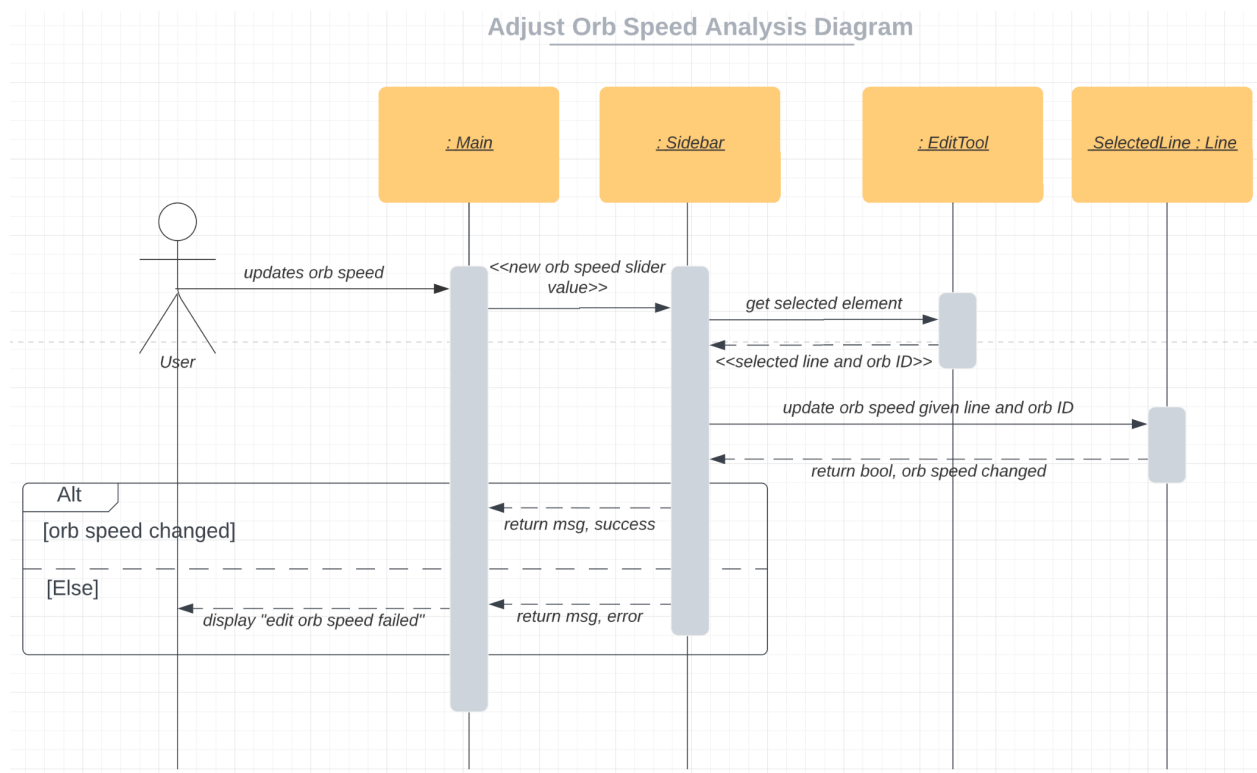 Adjust Orb Speed Analysis Diagram
: Main
: Sidebar
: EditTool
SelectedLine : Line
User
updates orb speed
<<new orb speed slider
value>>
get selected element
<<selected line and orb ID>>
update orb speed given line and orb ID
return bool, orb speed changed
Alt
[orb speed changed]
return msg, success
[Else]
return msg, error
display "edit orb speed failed"